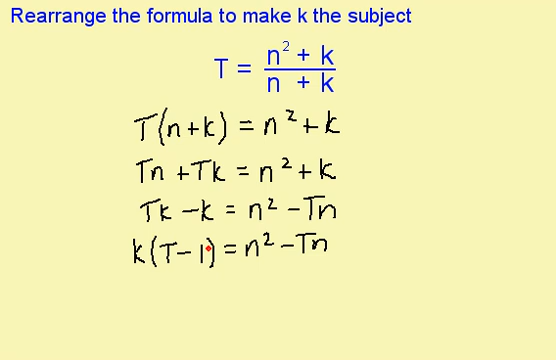 Rearrange the formula to make k the subject
T = n² + k / n + k
T(n+k) = n²+k
Tn +Tk = n²+k
Tk -k = n² -Tn
k(T-1) = n² -Tn